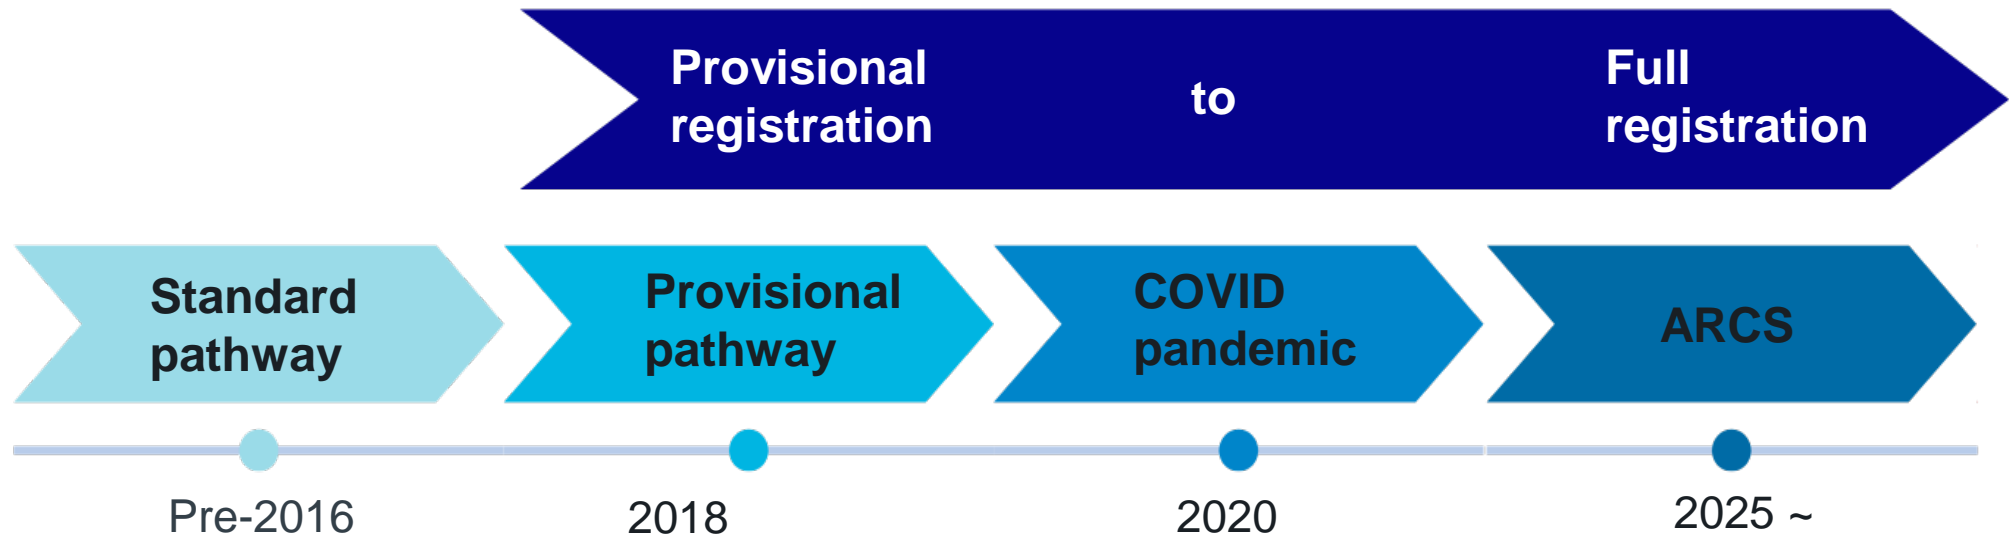 Provisional
registration
to
Full
registration
Standard
pathway
Provisional
pathway
COVID
pandemic
ARCS
Pre-2016
2018
2020
2025 ~